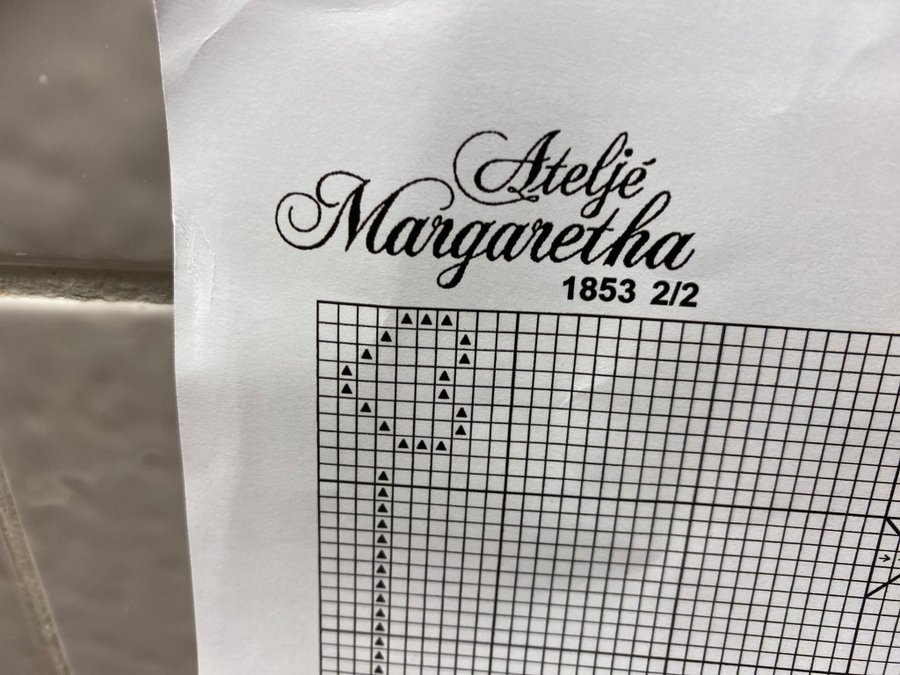 Ateljé
Margaretha
1853 2/2